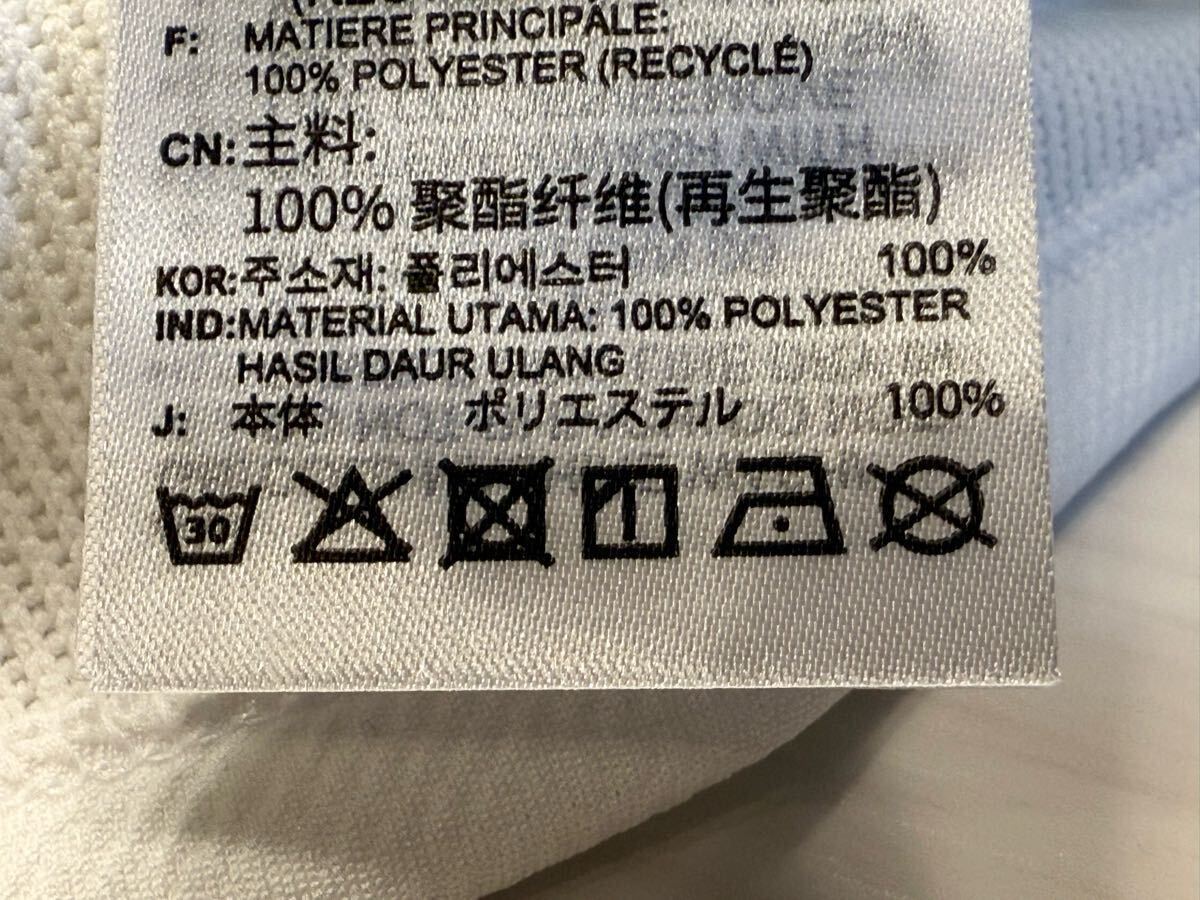 F: MATIERE PRINCIPALE:
100% POLYESTER (RECYCLÉ)
CN: 主料:
100% 聚酯纤维(再生聚酯)
KOR: 주소재: 폴리에스터 100%
IND: MATERIAL UTAMA: 100% POLYESTER
HASIL DAUR ULANG
J: 本体 ポリエステル 100%
30